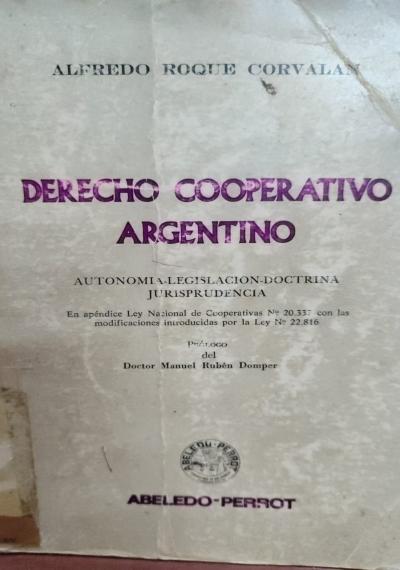 ALFREDO ROQUE CORVALAN
DERECHO COOPERATIVO
ARGENTINO
AUTONOMIA-LEGISLACION-DOCTRINA
JURISPRUDENCIA
En apéndice Ley Nacional de Cooperativas Nº 20.337 con las
modificaciones introducidas por la Ley Nº 22.816
PRÓLOGO
del
Doctor Manuel Rubén Domper
ABELEDO-PERROT
ABELEDO-PERROT